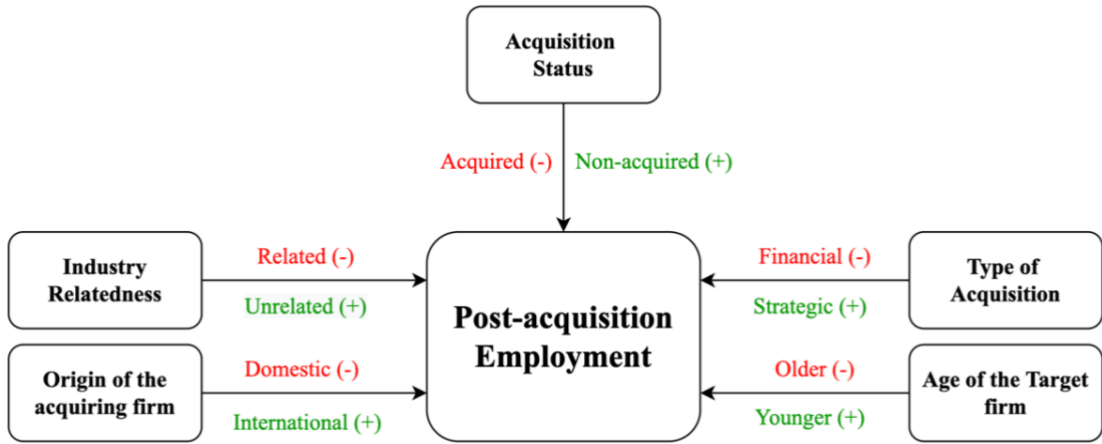 Acquisition
Status
Acquired (-)
Non-acquired (+)
Industry
Relatedness
Related (-)
Unrelated (+)
Origin of the
acquiring firm
Domestic (-)
International (+)
Post-acquisition
Employment
Financial (-)
Strategic (+)
Type of
Acquisition
Older (-)
Younger (+)
Age of the Target
firm